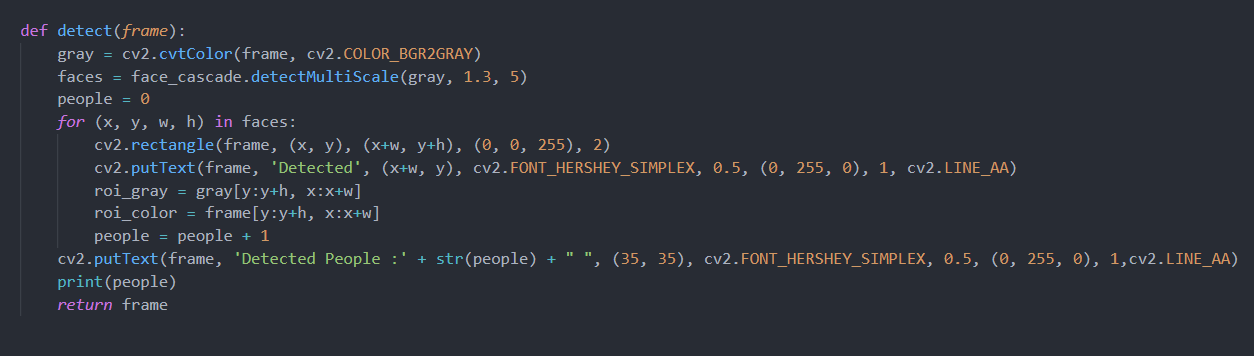 def detect(frame):
    gray = cv2.cvtColor(frame, cv2.COLOR_BGR2GRAY)
    faces = face_cascade.detectMultiScale(gray, 1.3, 5)
    people = 0
    for (x, y, w, h) in faces:
        cv2.rectangle(frame, (x, y), (x+w, y+h), (0, 0, 255), 2)
        cv2.putText(frame, 'Detected', (x+w, y), cv2.FONT_HERSHEY_SIMPLEX, 0.5, (0, 255, 0), 1, cv2.LINE_AA)
        roi_gray = gray[y:y+h, x:x+w]
        roi_color = frame[y:y+h, x:x+w]
        people = people + 1
    cv2.putText(frame, 'Detected People :' + str(people) + " ", (35, 35), cv2.FONT_HERSHEY_SIMPLEX, 0.5, (0, 255, 0), 1,cv2.LINE_AA)
    print(people)
    return frame